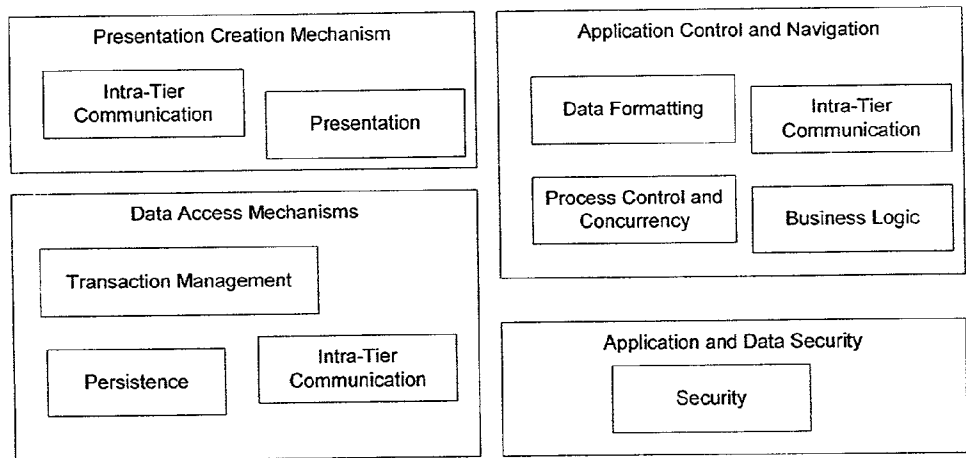 Presentation Creation Mechanism
Intra-Tier
Communication
Presentation
Application Control and Navigation
Data Formatting
Intra-Tier
Communication
Process Control and
Concurrency
Business Logic
Data Access Mechanisms
Transaction Management
Persistence
Intra-Tier
Communication
Application and Data Security
Security